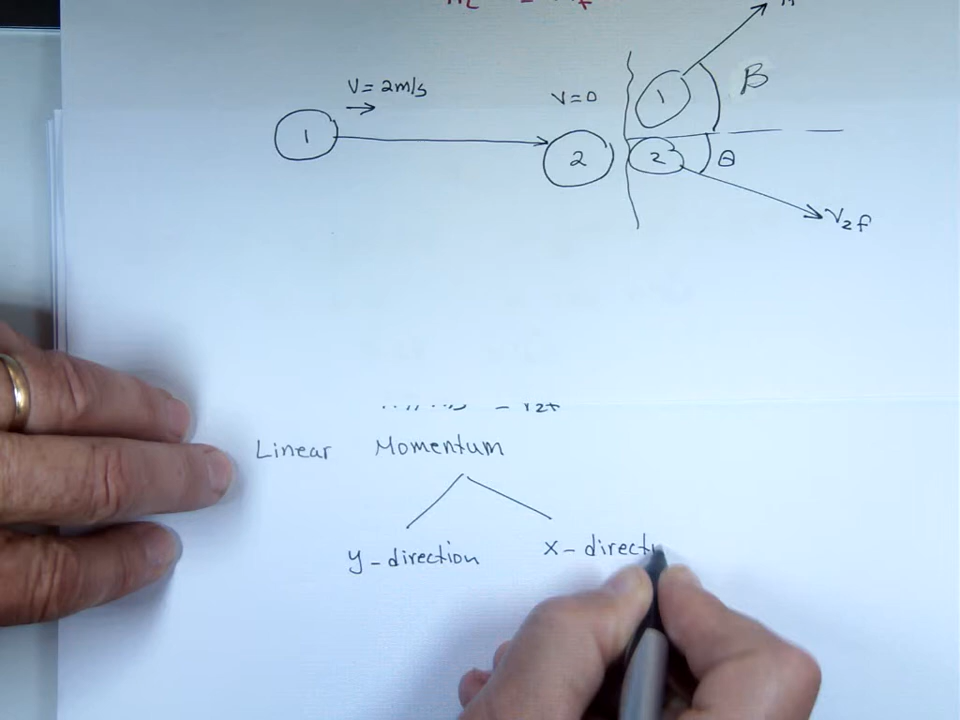 V = 2m/s
V = 0
1
2
1
β
2
θ
V2f
Linear Momentum
y - direction x - direct